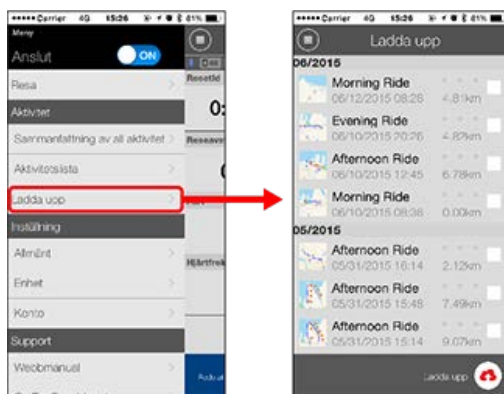 Carrier 4G 15:26 81%
Meny
Anslut ON
Resa
Aktivitet
Sammanfattning av all aktivitet
Aktivitetslista
Ladda upp
Inställning
Allmänt
Enhet
Konto
Support
Webbmanual
Carrier 4G 15:26 81%
Ladda upp
06/2015
Morning Ride
06/12/2015 08:26 4.81km
Evening Ride
06/10/2015 20:26 4.82km
Afternoon Ride
06/10/2015 12:45 6.78km
Morning Ride
06/10/2015 08:36 0.00km
05/2015
Afternoon Ride
05/31/2015 16:14 2.12km
Afternoon Ride
05/31/2015 15:48 7.49km
Afternoon Ride
05/31/2015 15:14 9.07km
Ladda upp